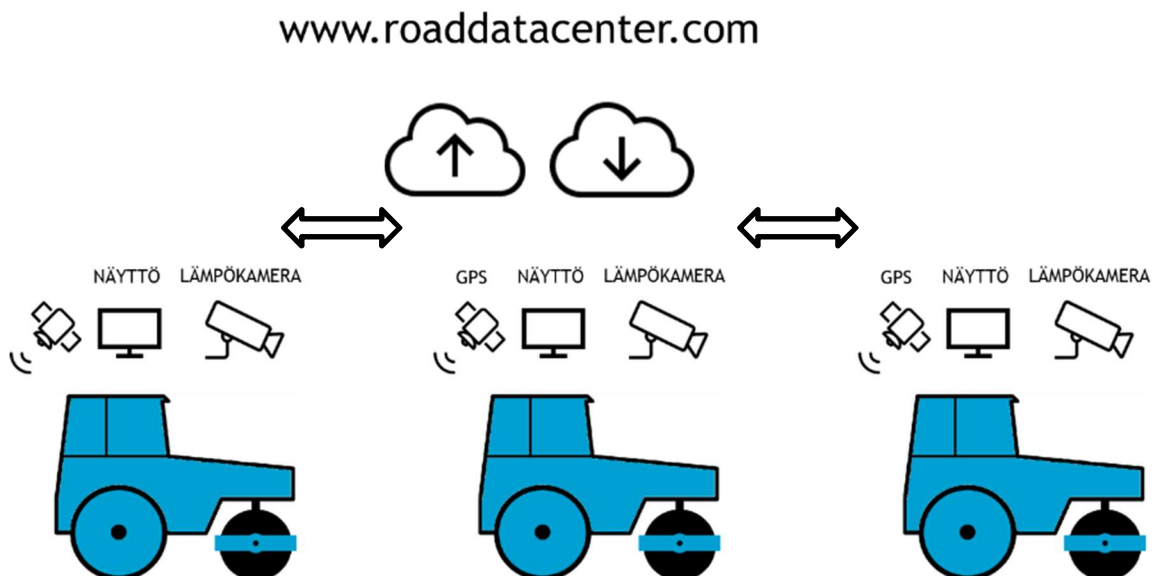 www.roaddatacenter.com
NÄYTTÖ LÄMPÖKAMERA
GPS NÄYTTÖ LÄMPÖKAMERA
GPS NÄYTTÖ LÄMPÖKAMERA